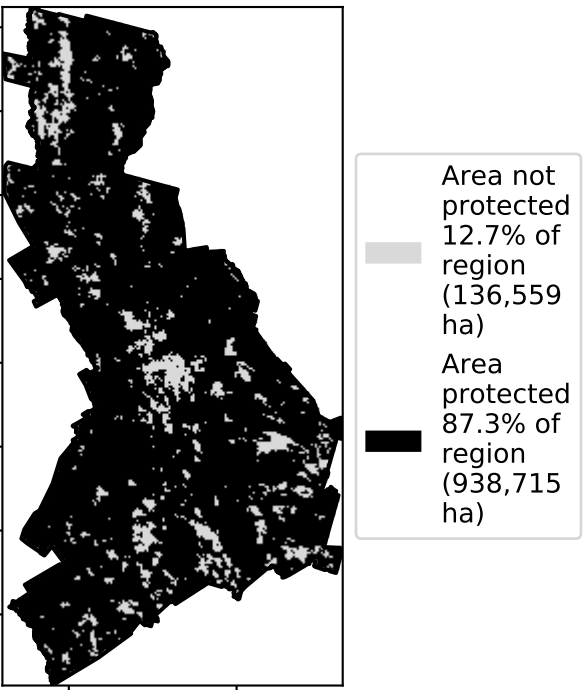 Area not
protected
12.7% of
region
(136,559
ha)
Area
protected
87.3% of
region
(938,715
ha)